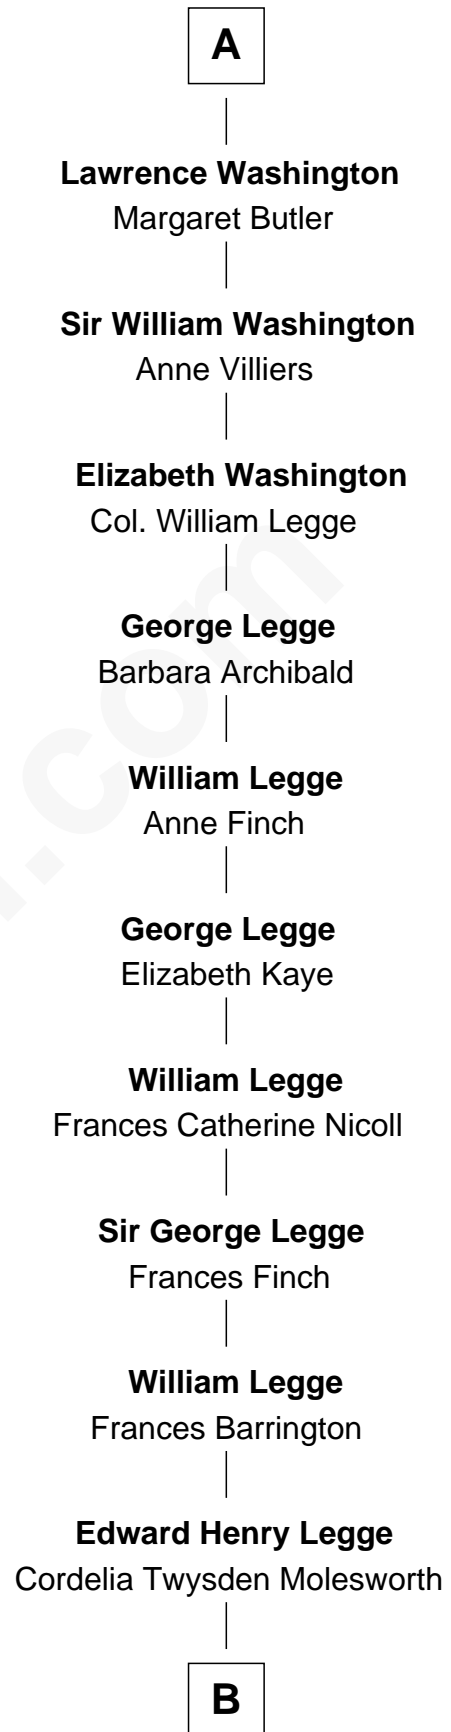 A
Lawrence Washington
Margaret Butler
Sir William Washington
Anne Villiers
Elizabeth Washington
Col. William Legge
George Legge
Barbara Archibald
William Legge
Anne Finch
George Legge
Elizabeth Kaye
William Legge
Frances Catherine Nicoll
Sir George Legge
Frances Finch
William Legge
Frances Barrington
Edward Henry Legge
Cordelia Twysden Molesworth
B